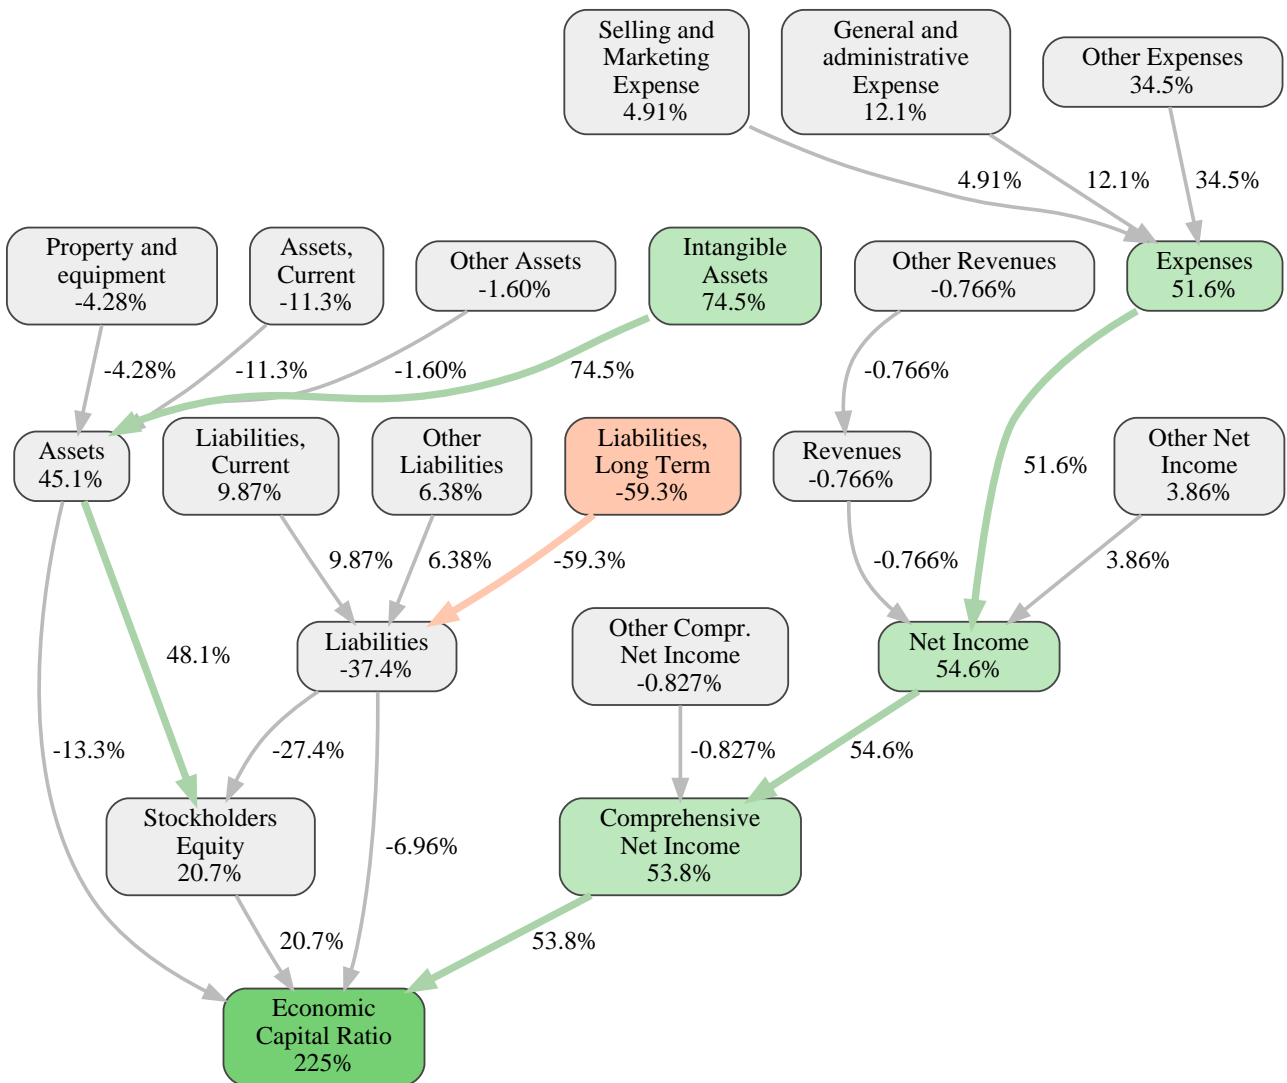 Selling and
Marketing
Expense
4.91%
General and
administrative
Expense
12.1%
Other Expenses
34.5%
4.91%
12.1%
34.5%
Property and
equipment
-4.28%
Assets,
Current
-11.3%
Other Assets
-1.60%
Intangible
Assets
74.5%
Other Revenues
-0.766%
Expenses
51.6%
-4.28%
-11.3%
-1.60%
74.5%
-0.766%
Assets
45.1%
Liabilities,
Current
9.87%
Other
Liabilities
6.38%
Liabilities,
Long Term
-59.3%
Revenues
-0.766%
51.6%
Other Net
Income
3.86%
9.87%
6.38%
-59.3%
-0.766%
3.86%
Liabilities
-37.4%
Other Compr.
Net Income
-0.827%
Net Income
54.6%
48.1%
-13.3%
-27.4%
-0.827%
54.6%
Stockholders
Equity
20.7%
-6.96%
Comprehensive
Net Income
53.8%
20.7%
53.8%
Economic
Capital Ratio
225%